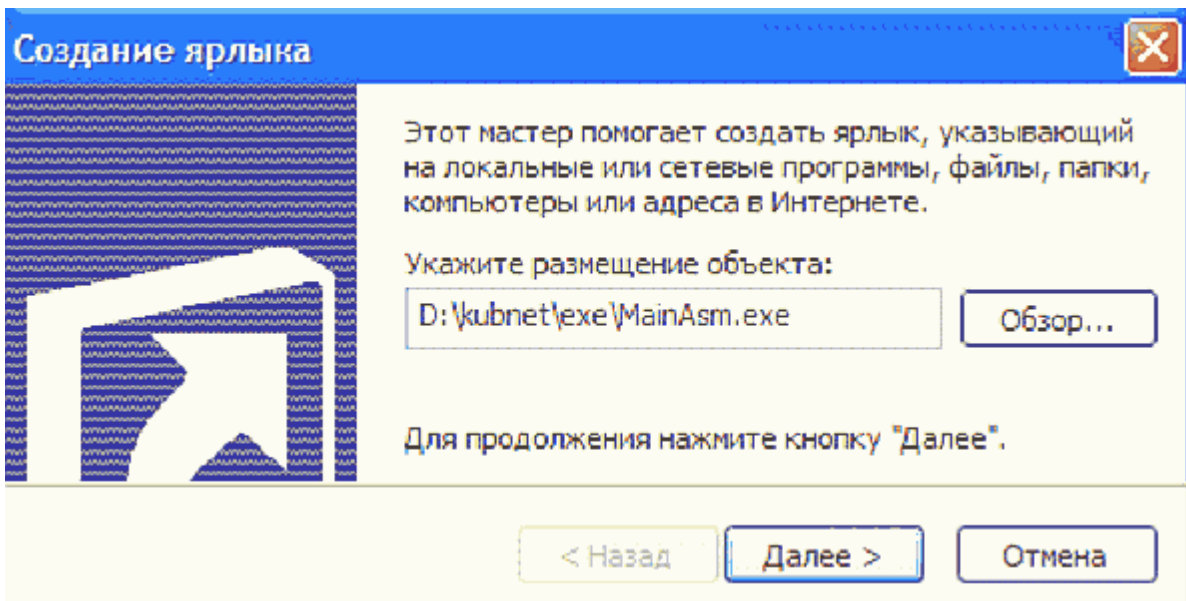 Создание ярлыка
Этот мастер помогает создать ярлык, указывающий
на локальные или сетевые программы, файлы, папки,
компьютеры или адреса в Интернете.
Укажите размещение объекта:
D:\kubnet\exe\MainAsm.exe
Обзор...
Для продолжения нажмите кнопку "Далее".
< Назад
Далее >
Отмена